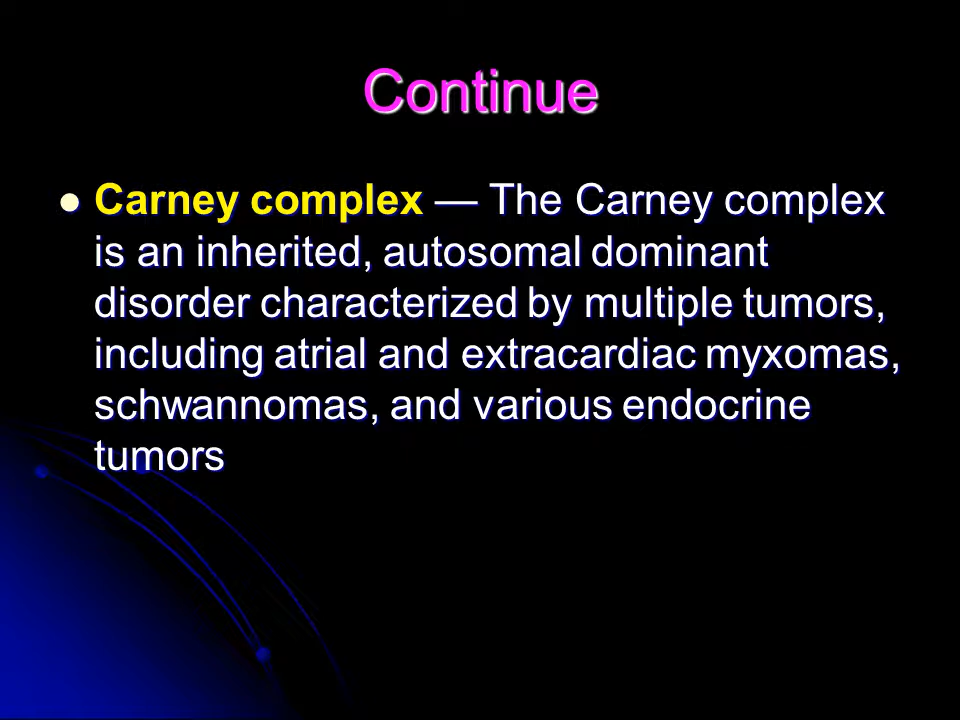 Continue
Carney complex — The Carney complex
is an inherited, autosomal dominant
disorder characterized by multiple tumors,
including atrial and extracardiac myxomas,
schwannomas, and various endocrine
tumors